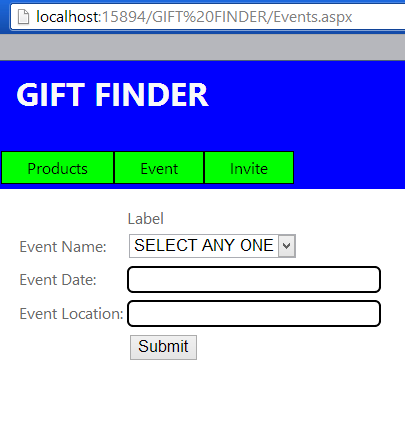 localhost:15894/GIFT%20FINDER/Events.aspx
GIFT FINDER
Products Event Invite
Label
Event Name: SELECT ANY ONE
Event Date:
Event Location:
Submit